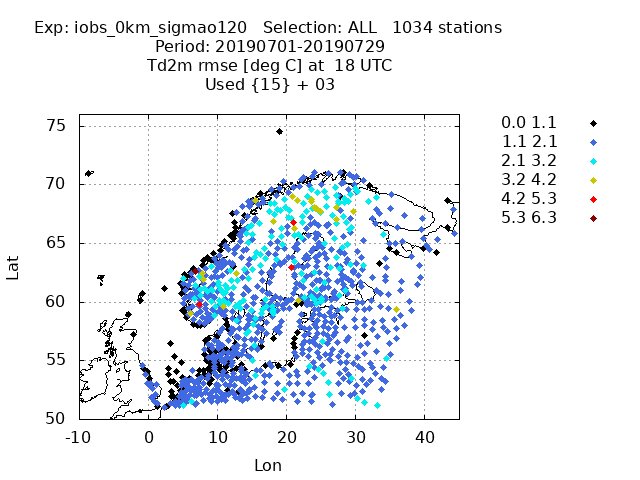 Exp: iobs_0km_sigmao120   Selection: ALL   1034 stations
Period: 20190701-20190729
Td2m rmse [deg C] at  18 UTC
Used {15} + 03
0.0 1.1
1.1 2.1
2.1 3.2
3.2 4.2
4.2 5.3
5.3 6.3
75
70
65
60
55
50
Lat
-10 0 10 20 30 40
Lon